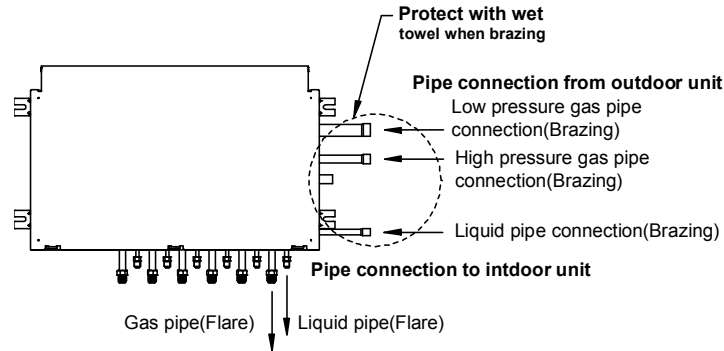 Protect with wet
towel when brazing
Pipe connection from outdoor unit
Low pressure gas pipe
connection(Brazing)
High pressure gas pipe
connection(Brazing)
Liquid pipe connection(Brazing)
Pipe connection to intdoor unit
Gas pipe(Flare)
Liquid pipe(Flare)